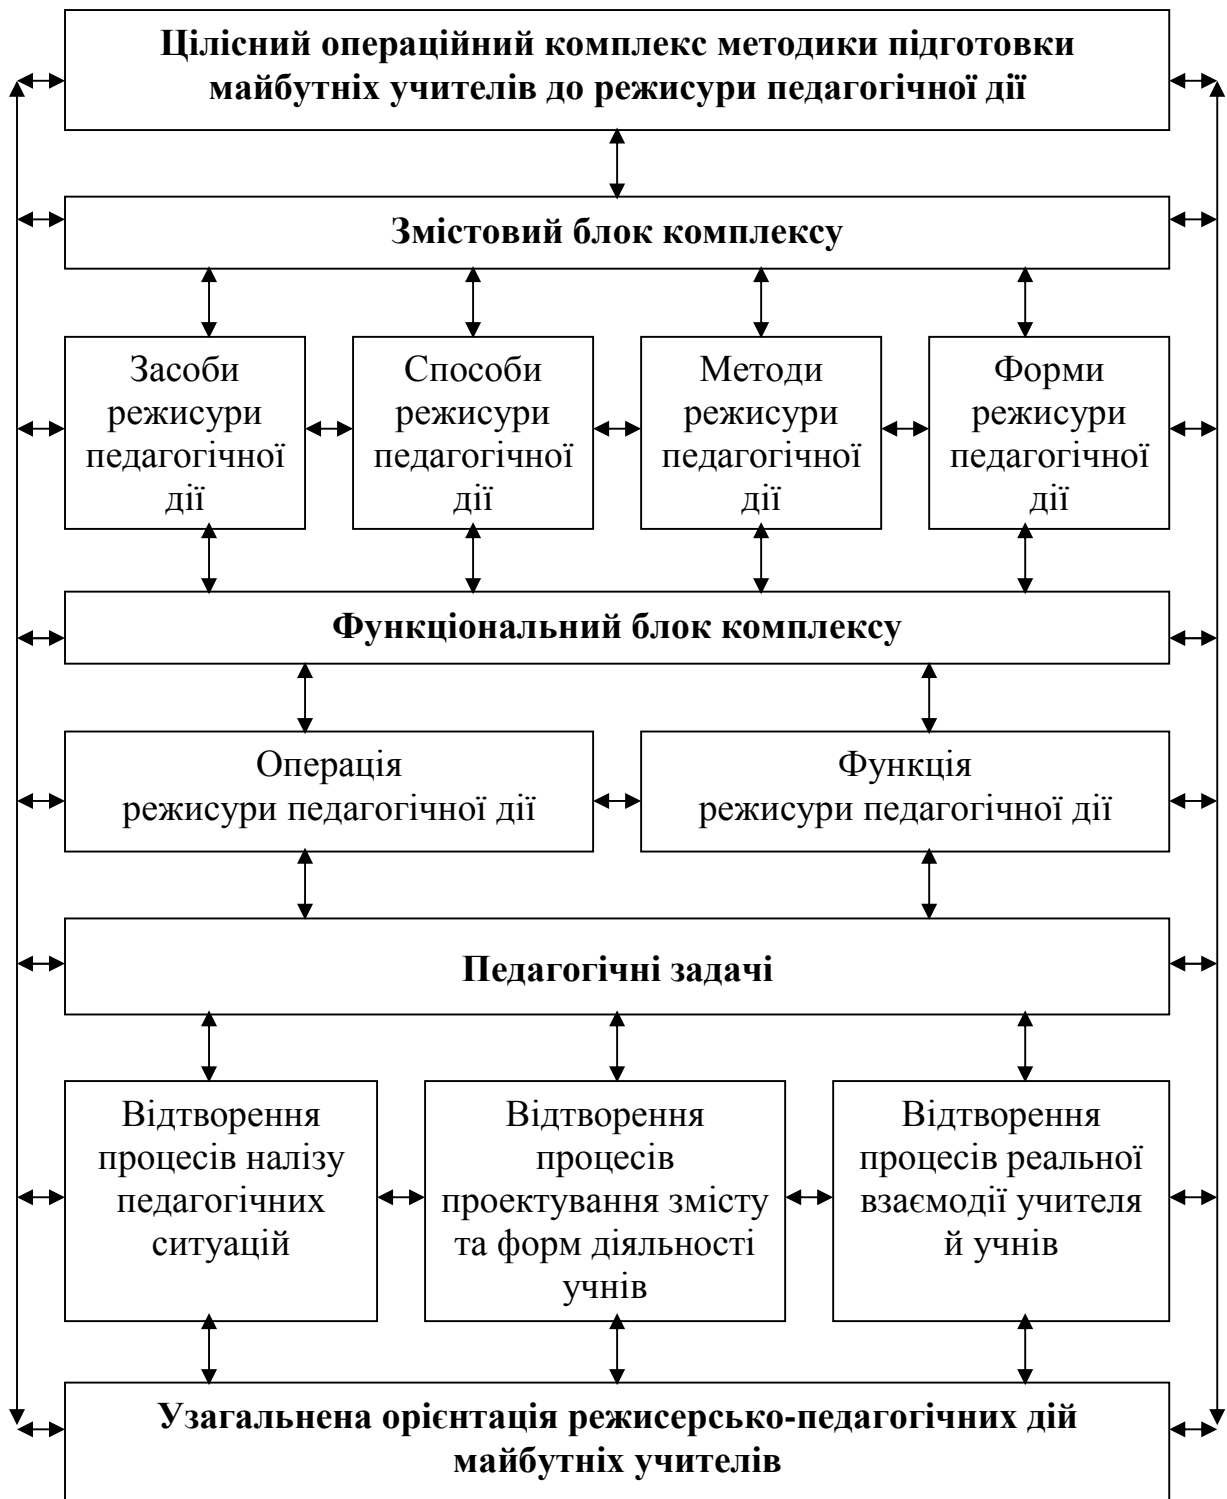 Цілісний операційний комплекс методики підготовки
майбутніх учителів до режисури педагогічної дії
Змістовий блок комплексу
Засоби
режисури
педагогічної
дії
Способи
режисури
педагогічної
дії
Методи
режисури
педагогічної
дії
Форми
режисури
педагогічної
дії
Функціональний блок комплексу
Операція
режисури педагогічної дії
Функція
режисури педагогічної дії
Педагогічні задачі
Відтворення
процесів налізу
педагогічних
ситуацій
Відтворення
процесів
проектування змісту
та форм діяльності
учнів
Відтворення
процесів реальної
взаємодії учителя
й учнів
Узагальнена орієнтація режисерсько-педагогічних дій
майбутніх учителів